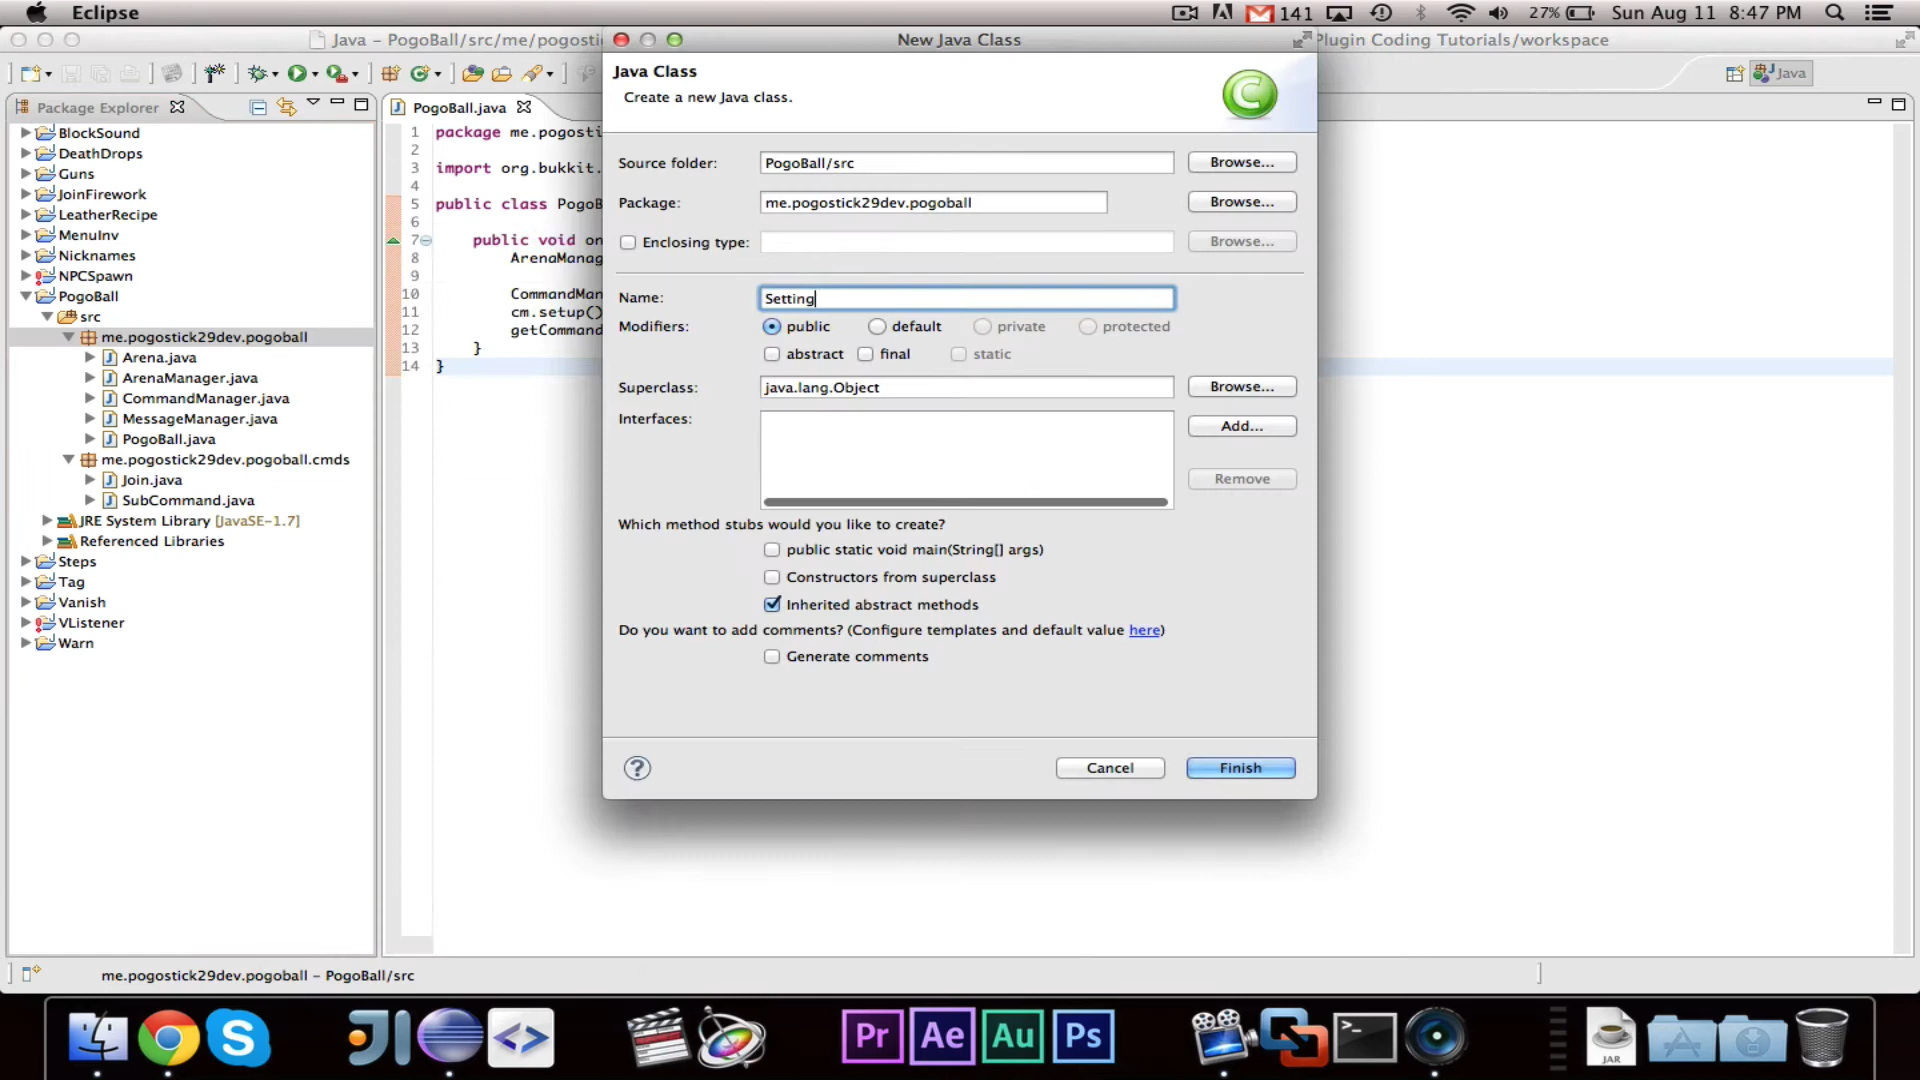 Eclipse
141
27%
Sun Aug 11 8:47 PM
Java – PogoBall/src/me/pogosti
New Java Class
Plugin Coding Tutorials/workspace
Java
Package Explorer
PogoBall.java
BlockSound
DeathDrops
Guns
JoinFirework
LeatherRecipe
MenuInv
Nicknames
NPCSpawn
PogoBall
src
me.pogostick29dev.pogoball
Arena.java
ArenaManager.java
CommandManager.java
MessageManager.java
PogoBall.java
me.pogostick29dev.pogoball.cmds
Join.java
SubCommand.java
JRE System Library [JavaSE-1.7]
Referenced Libraries
Steps
Tag
Vanish
VListener
Warn
1 package me.pogosti
2
3 import org.bukkit.
4
5 public class PogoB
6
7 public void on
8 ArenaManag
9
10 CommandMan
11 cm.setup()
12 getCommand
13 }
14 }
Java Class
Create a new Java class.
Source folder: PogoBall/src Browse...
Package: me.pogostick29dev.pogoball Browse...
Enclosing type: Browse...
Name: Setting
Modifiers: public default private protected
abstract final static
Superclass: java.lang.Object Browse...
Interfaces: Add...
Remove
Which method stubs would you like to create?
public static void main(String[] args)
Constructors from superclass
Inherited abstract methods
Do you want to add comments? (Configure templates and default value here)
Generate comments
? Cancel Finish
me.pogostick29dev.pogoball – PogoBall/src
S JI <> Pr Ae Au Ps >_ JAR